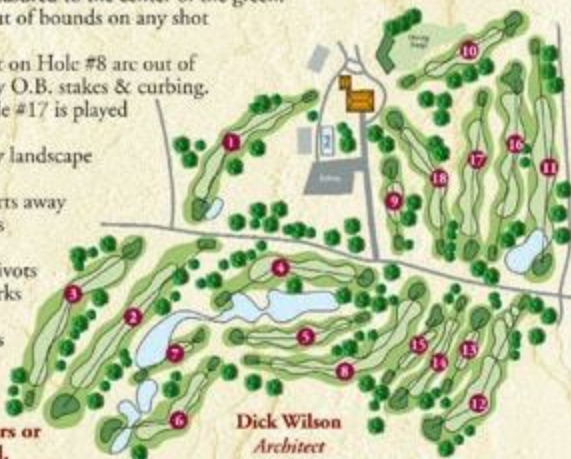 ut of bounds on any shot
t on Hole #8 are out of
y O.B. stakes & curbing.
le #17 is played
y landscape
rts away
s
ivots
rks
s
rs or
d.
10
1
16
17
11
18
9
4
3
2
5
7
15
13
8
14
12
6
Dick Wilson
Architect